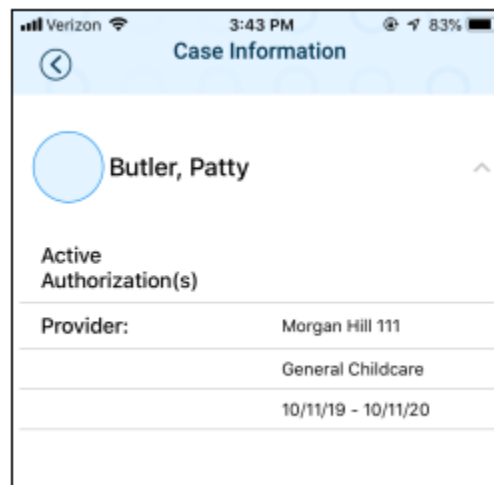 Verizon 3:43 PM 83%
Case Information
Butler, Patty
Active
Authorization(s)
Provider: Morgan Hill 111
General Childcare
10/11/19 - 10/11/20